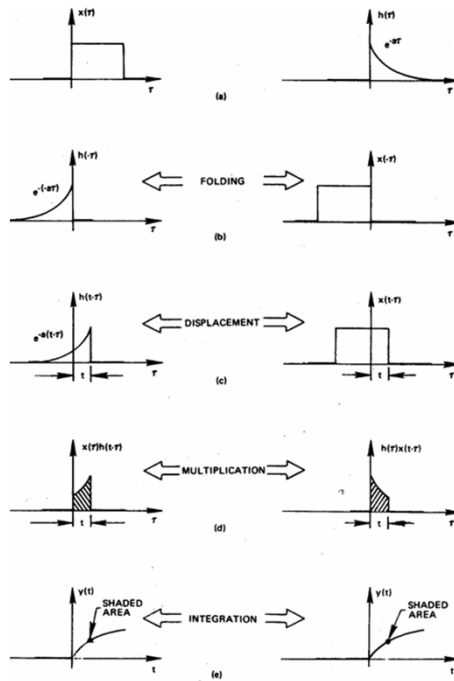 x(τ)
h(τ)
e^-aτ
τ
τ
(a)
h(-τ)
x(-τ)
e^-(-aτ)
FOLDING
τ
τ
(b)
h(t-τ)
x(t-τ)
e^-a(t-τ)
DISPLACEMENT
τ
τ
t
t
(c)
x(τ)h(t-τ)
h(τ)x(t-τ)
MULTIPLICATION
τ
τ
t
t
(d)
y(t)
y(t)
SHADED
AREA
SHADED
AREA
INTEGRATION
t
t
(e)